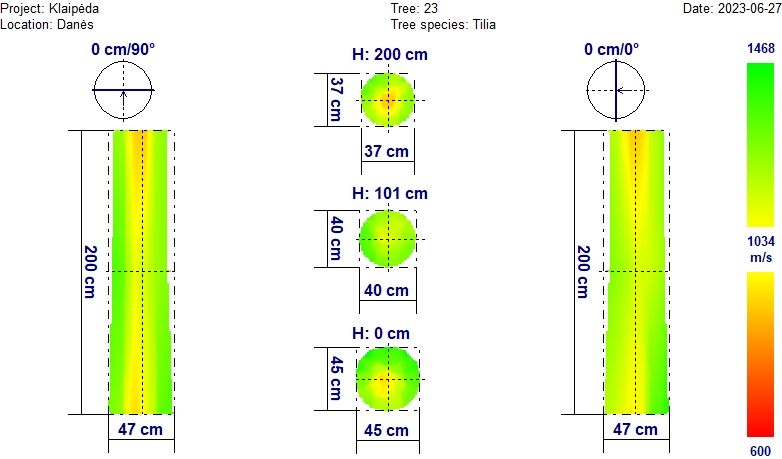 Project: Klaipėda
Tree: 23
Date: 2023-06-27
Location: Danės
Tree species: Tilia
0 cm/90°
H: 200 cm
0 cm/0°
1468
37 cm
37 cm
H: 101 cm
40 cm
200 cm
200 cm
1034
m/s
40 cm
H: 0 cm
45 cm
47 cm
45 cm
47 cm
600